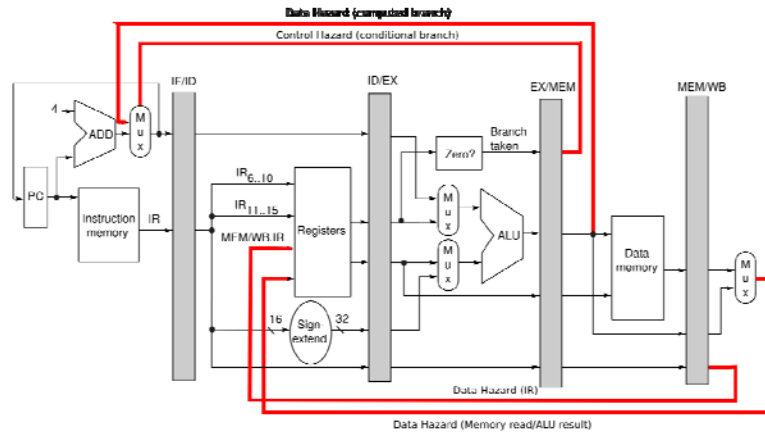 Data Hazard (computed branch)
Control Hazard (conditional branch)
IF/ID
ID/EX
EX/MEM
MEM/WB
4
ADD
M
u
x
PC
Instruction
memory
IR
IR6..10
IR11..15
MEM/WB.IR
Registers
16
Sign-
extend
32
Zero?
Branch
taken
M
u
x
M
u
x
ALU
Data
memory
M
u
x
Data Hazard (IR)
Data Hazard (Memory read/ALU result)